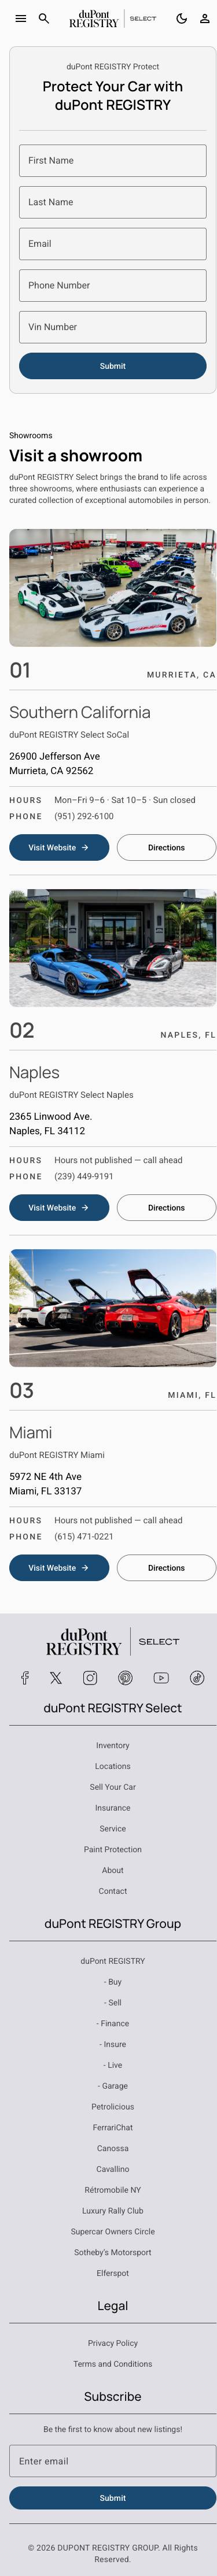 duPont
REGISTRY
SELECT
duPont REGISTRY Protect
Protect Your Car with
duPont REGISTRY
First Name
Last Name
Email
Phone Number
Vin Number
Submit
Showrooms
Visit a showroom
duPont REGISTRY Select brings the brand to life across
three showrooms, where enthusiasts can experience a
curated collection of exceptional automobiles in person.
01
MURRIETA, CA
Southern California
duPont REGISTRY Select SoCal
26900 Jefferson Ave
Murrieta, CA 92562
HOURS Mon–Fri 9–6 · Sat 10–5 · Sun closed
PHONE (951) 292-6100
Visit Website →
Directions
02
NAPLES, FL
Naples
duPont REGISTRY Select Naples
2365 Linwood Ave.
Naples, FL 34112
HOURS Hours not published — call ahead
PHONE (239) 449-9191
Visit Website →
Directions
03
MIAMI, FL
Miami
duPont REGISTRY Miami
5972 NE 4th Ave
Miami, FL 33137
HOURS Hours not published — call ahead
PHONE (615) 471-0221
Visit Website →
Directions
duPont
REGISTRY
SELECT
duPont REGISTRY Select
Inventory
Locations
Sell Your Car
Insurance
Service
Paint Protection
About
Contact
duPont REGISTRY Group
duPont REGISTRY
- Buy
- Sell
- Finance
- Insure
- Live
- Garage
Petrolicious
FerrariChat
Canossa
Cavallino
Rétromobile NY
Luxury Rally Club
Supercar Owners Circle
Sotheby's Motorsport
Elferspot
Legal
Privacy Policy
Terms and Conditions
Subscribe
Be the first to know about new listings!
Enter email
Submit
© 2026 DUPONT REGISTRY GROUP. All Rights
Reserved.